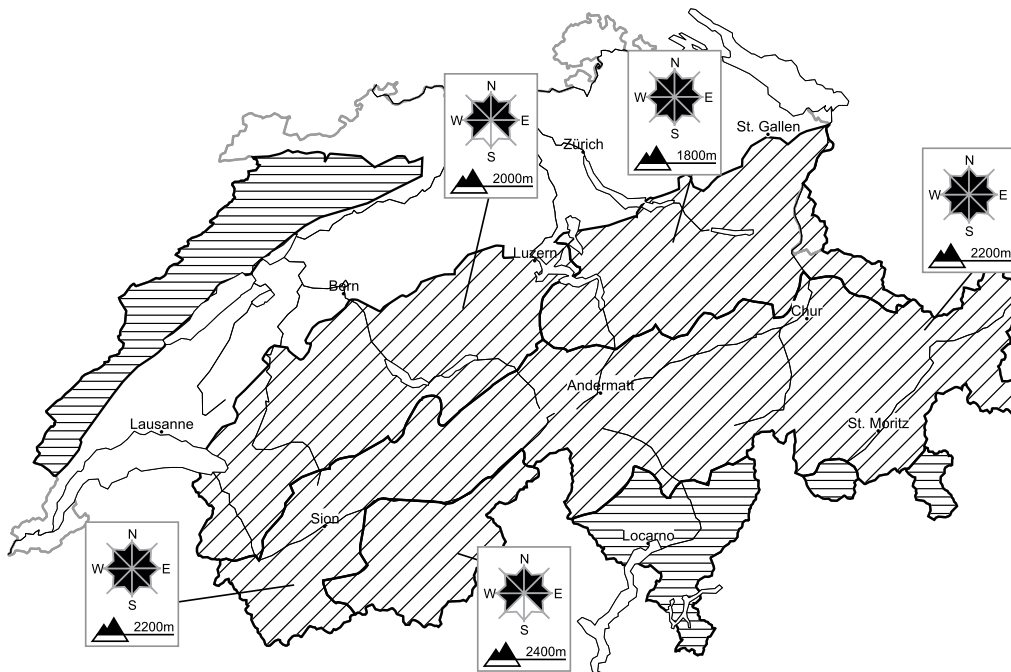 N
W E
S
1800m
N
W E
S
2000m
St. Gallen
Zürich
N
W E
S
2200m
Luzern
Bern
Chur
Andermatt
Lausanne
St. Moritz
Sion
Locarno
N
W E
S
2200m
N
W E
S
2400m